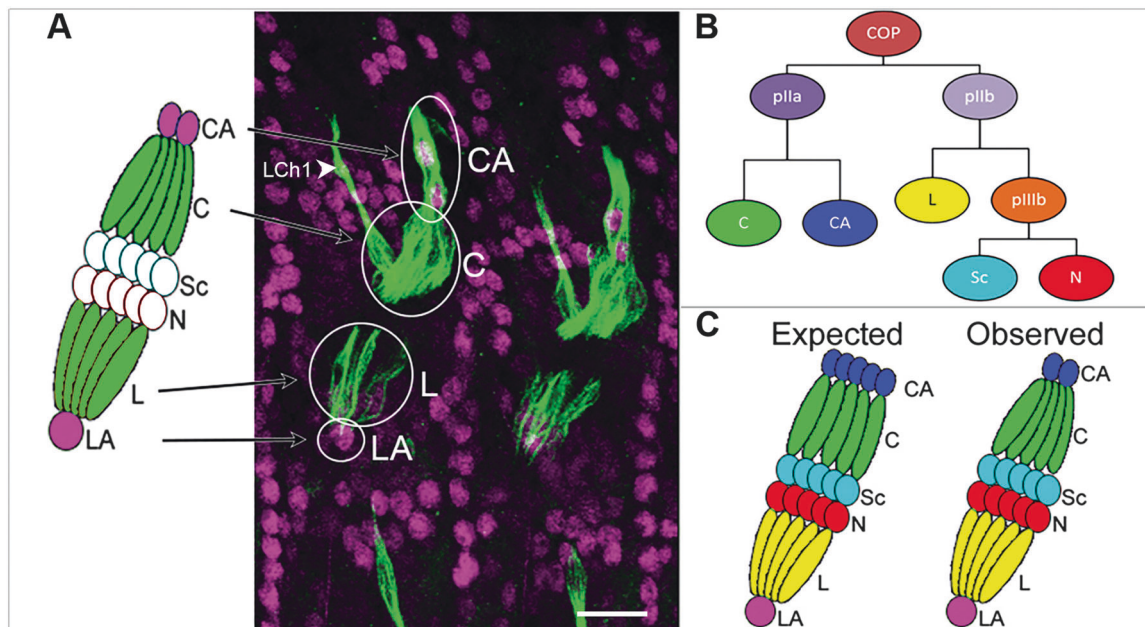 A
CA
C
Sc
N
L
LA
LCh1
CA
C
L
LA
B
COP
pIIa
pIIb
C
CA
L
pIIIb
Sc
N
C
Expected
Observed
CA
C
Sc
N
L
LA
CA
C
Sc
N
L
LA